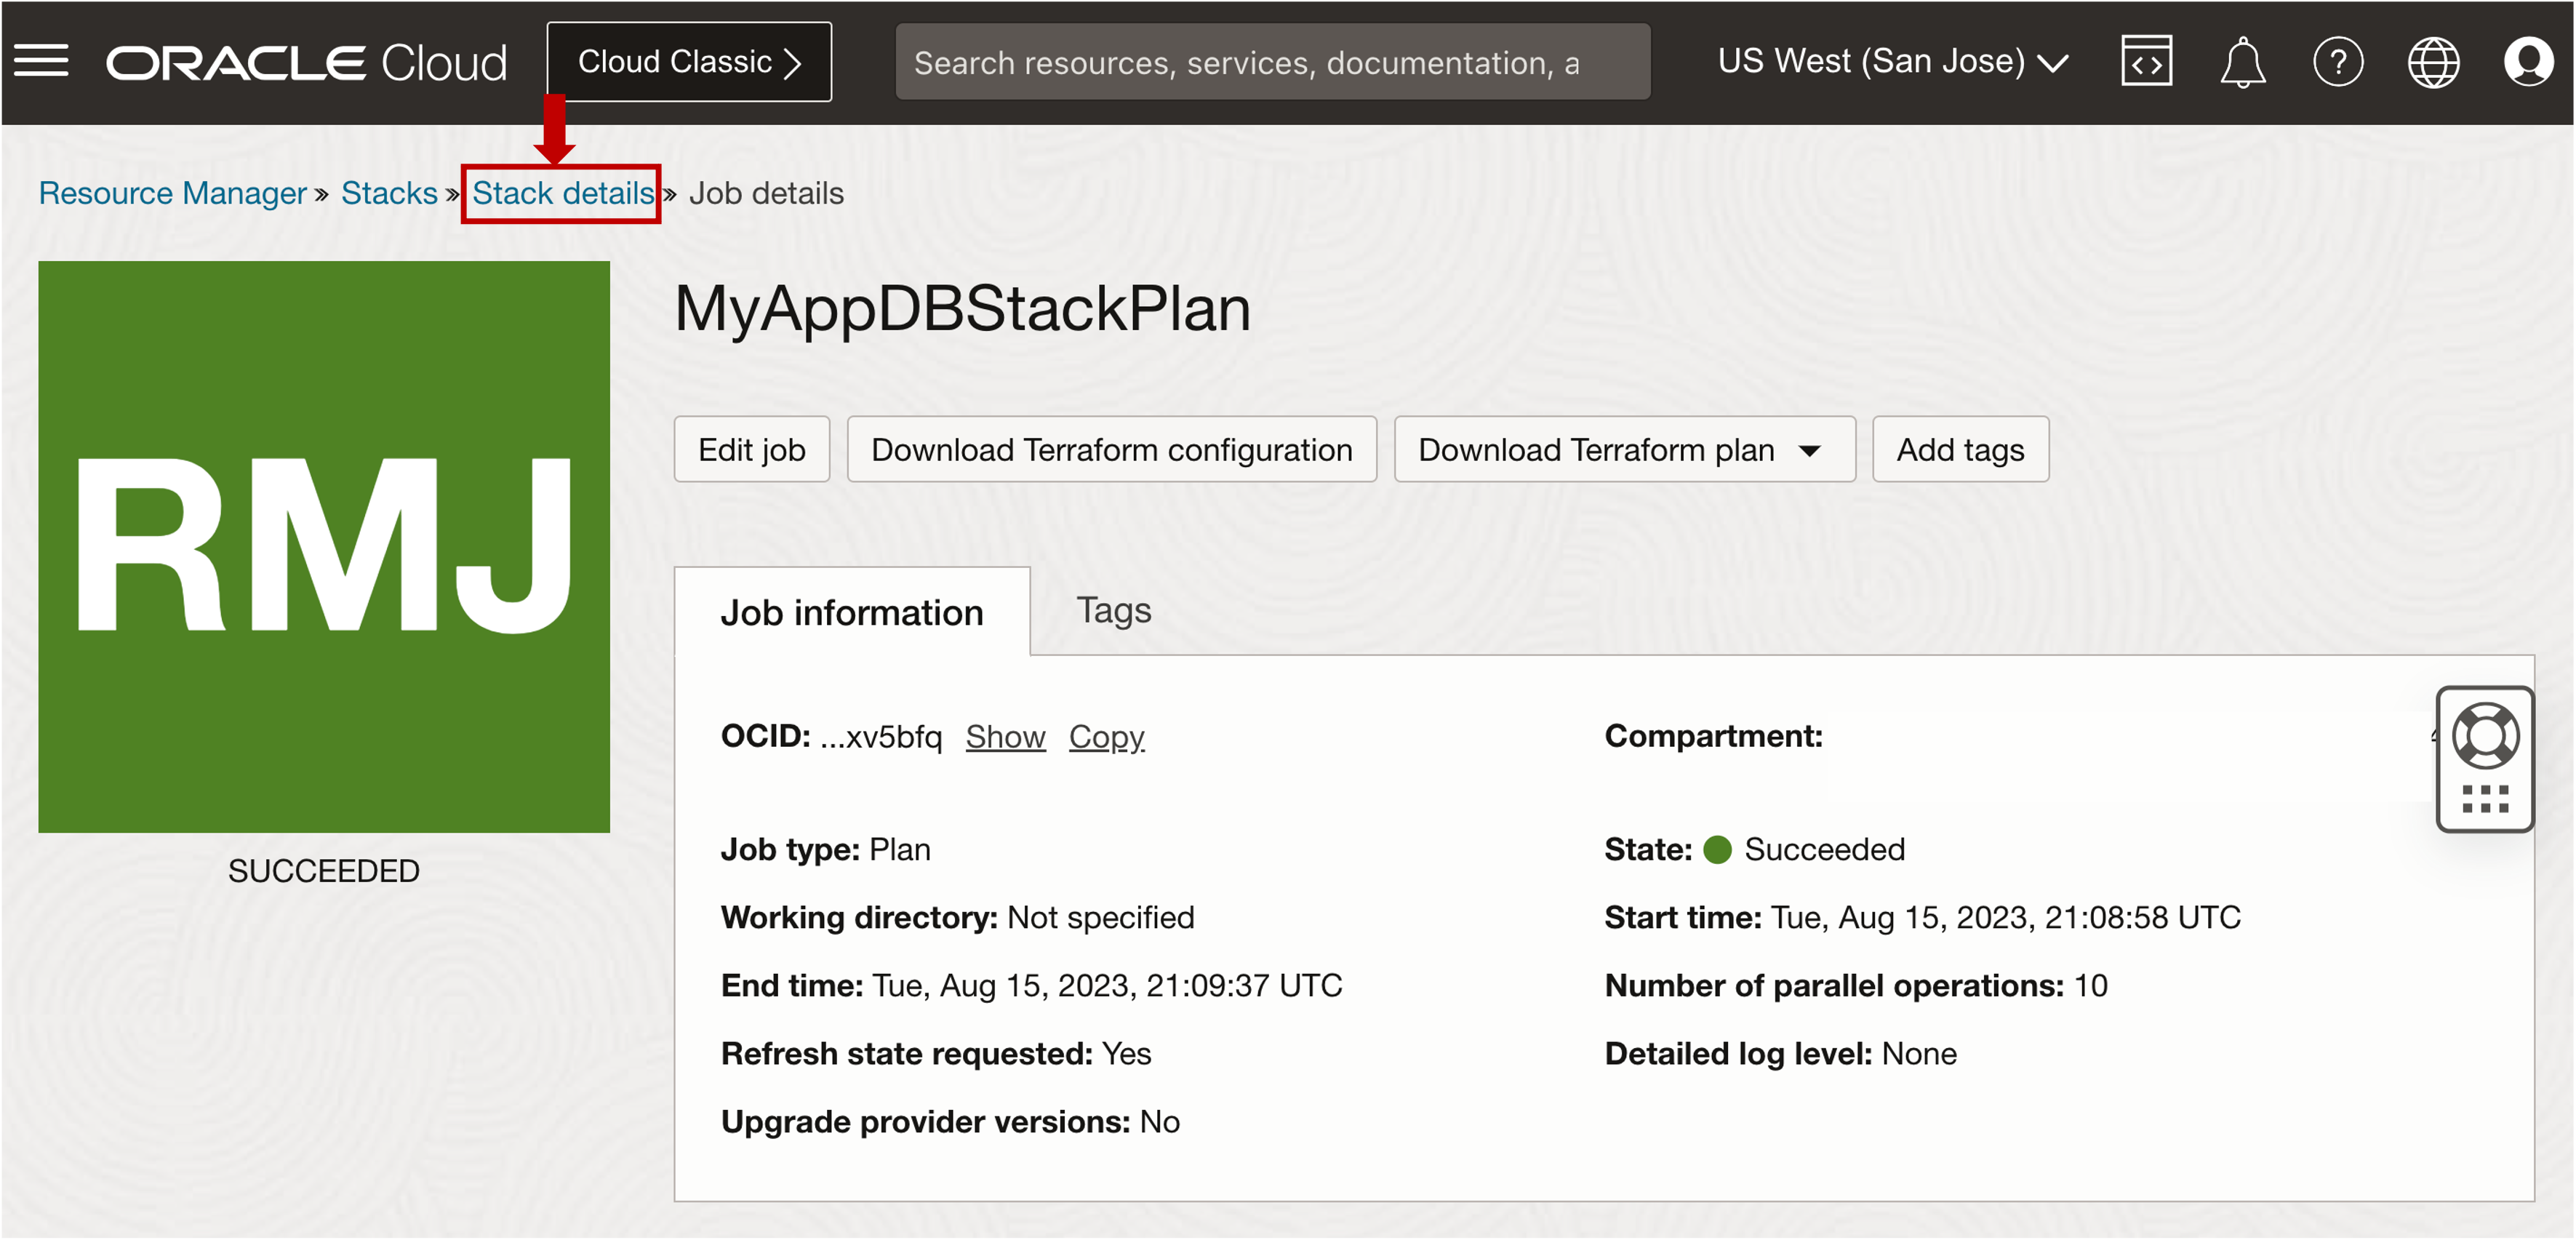 ORACLE Cloud
Cloud Classic
Search resources, services, documentation, a
US West (San Jose)
Resource Manager » Stacks » Stack details » Job details
RMJ
SUCCEEDED
MyAppDBStackPlan
Edit job
Download Terraform configuration
Download Terraform plan
Add tags
Job information
Tags
OCID: ...xv5bfq Show Copy
Compartment:
Job type: Plan
State: Succeeded
Working directory: Not specified
Start time: Tue, Aug 15, 2023, 21:08:58 UTC
End time: Tue, Aug 15, 2023, 21:09:37 UTC
Number of parallel operations: 10
Refresh state requested: Yes
Detailed log level: None
Upgrade provider versions: No